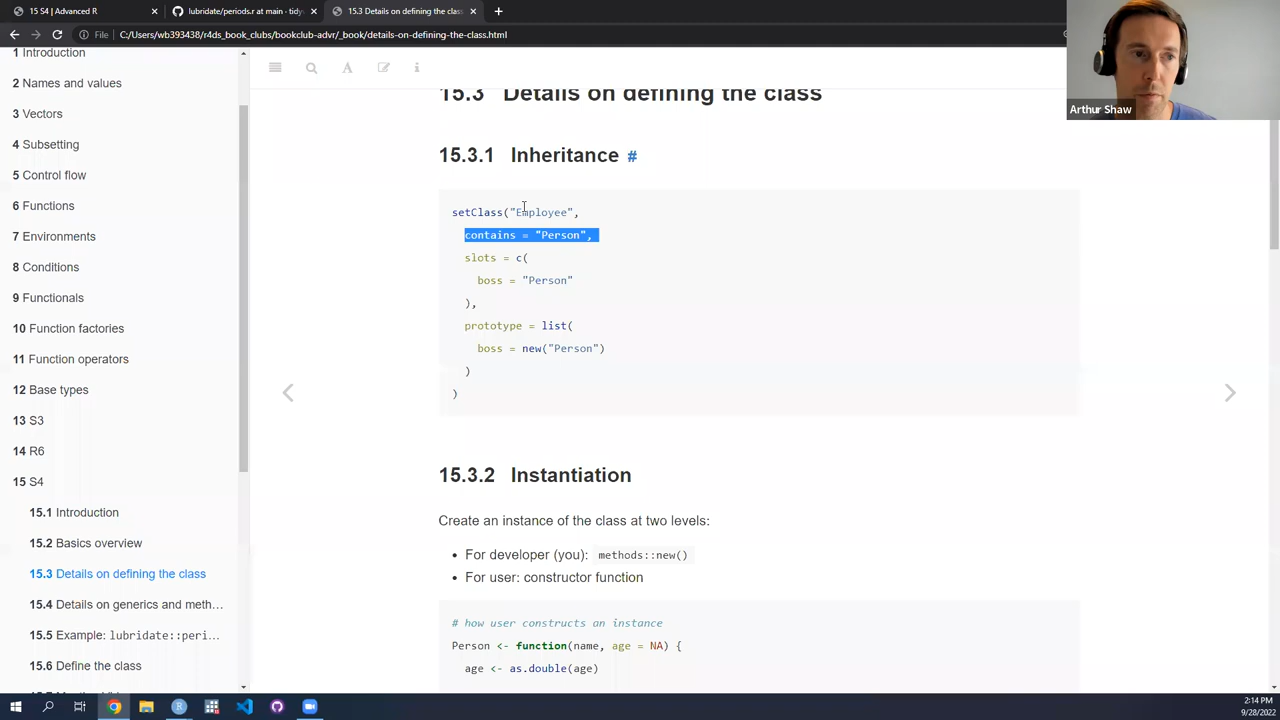 15 S4 | Advanced R
lubridate/periods.r at main · tidy
15.3 Details on defining the clas
File
C:/Users/wb393438/r4ds_book_clubs/bookclub-advr/_book/details-on-defining-the-class.html
1 Introduction
2 Names and values
3 Vectors
4 Subsetting
5 Control flow
6 Functions
7 Environments
8 Conditions
9 Functionals
10 Function factories
11 Function operators
12 Base types
13 S3
14 R6
15 S4
15.1 Introduction
15.2 Basics overview
15.3 Details on defining the class
15.4 Details on generics and meth…
15.5 Example: lubridate::peri…
15.6 Define the class
15.3 Details on defining the class
15.3.1 Inheritance #
setClass("Employee",
contains = "Person",
slots = c(
boss = "Person"
),
prototype = list(
boss = new("Person")
)
)
15.3.2 Instantiation
Create an instance of the class at two levels:
• For developer (you): methods::new()
• For user: constructor function
# how user constructs an instance
Person <- function(name, age = NA) {
age <- as.double(age)
Arthur Shaw
2:14 PM
9/28/2022